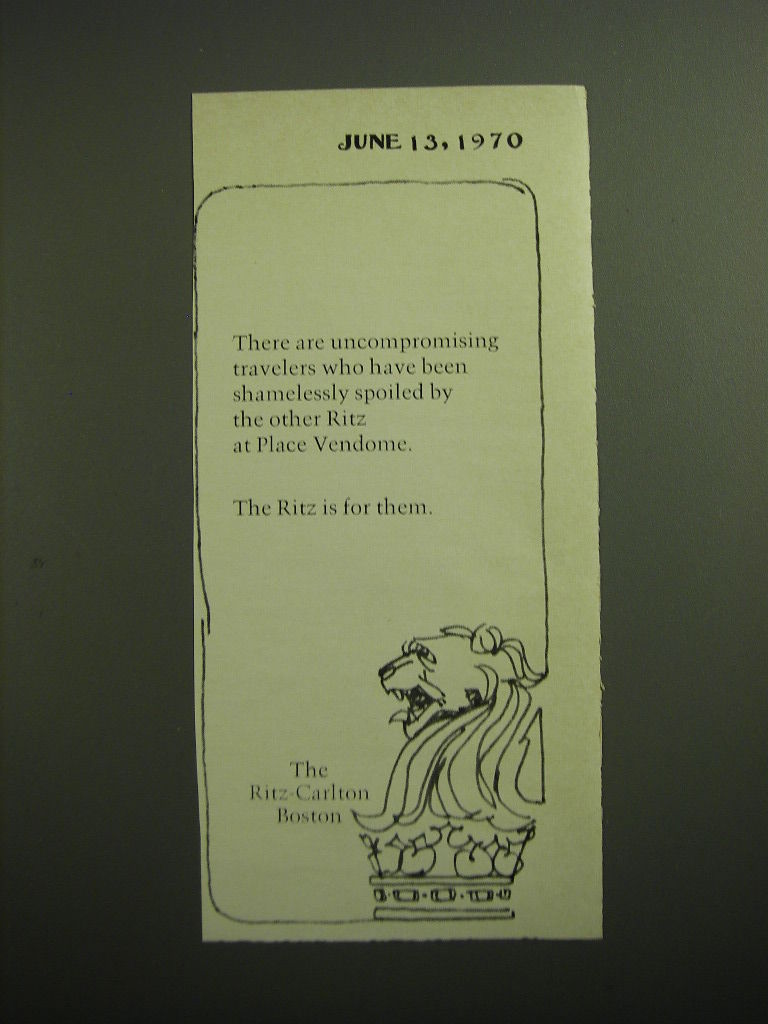 JUNE 13, 1970
There are uncompromising
travelers who have been
shamelessly spoiled by
the other Ritz
at Place Vendome.
The Ritz is for them.
The
Ritz-Carlton
Boston